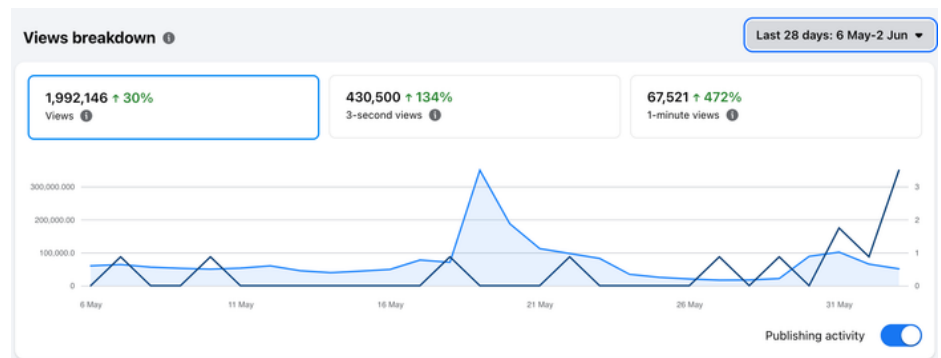 Views breakdown
Last 28 days: 6 May-2 Jun
1,992,146 ↑ 30%
Views
430,500 ↑ 134%
3-second views
67,521 ↑ 472%
1-minute views
300,000.000
3
200,000.00
2
100,000.0
1
0
0
6 May
11 May
16 May
21 May
26 May
31 May
Publishing activity